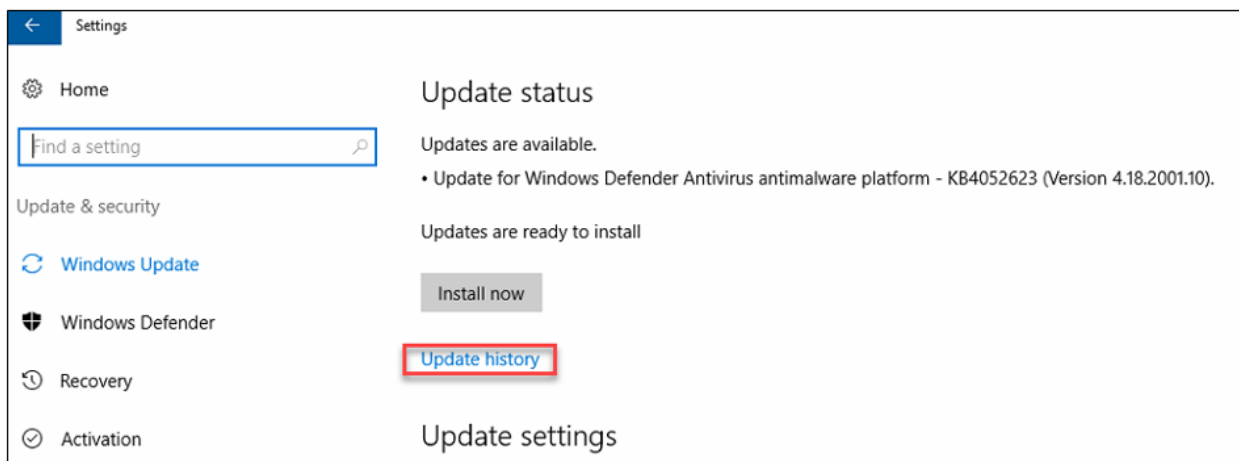 Settings
Home
Find a setting
Update & security
Windows Update
Windows Defender
Recovery
Activation
Update status
Updates are available.
• Update for Windows Defender Antivirus antimalware platform - KB4052623 (Version 4.18.2001.10).
Updates are ready to install
Install now
Update history
Update settings